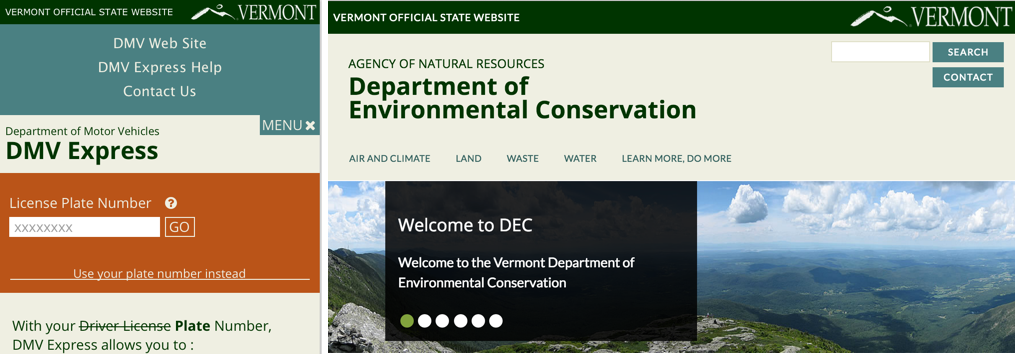 VERMONT OFFICIAL STATE WEBSITE
VERMONT
DMV Web Site
DMV Express Help
Contact Us
MENU ✖
Department of Motor Vehicles
DMV Express
License Plate Number ?
xxxxxxxx
GO
Use your plate number instead
With your Driver License Plate Number,
DMV Express allows you to :
VERMONT OFFICIAL STATE WEBSITE
VERMONT
SEARCH
CONTACT
AGENCY OF NATURAL RESOURCES
Department of
Environmental Conservation
AIR AND CLIMATE LAND WASTE WATER LEARN MORE, DO MORE
Welcome to DEC
Welcome to the Vermont Department of
Environmental Conservation